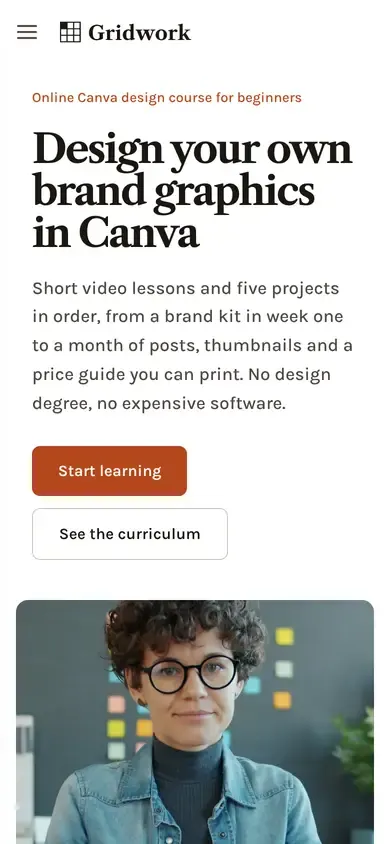 Gridwork
Online Canva design course for beginners
Design your own
brand graphics
in Canva
Short video lessons and five projects
in order, from a brand kit in week one
to a month of posts, thumbnails and a
price guide you can print. No design
degree, no expensive software.
Start learning
See the curriculum